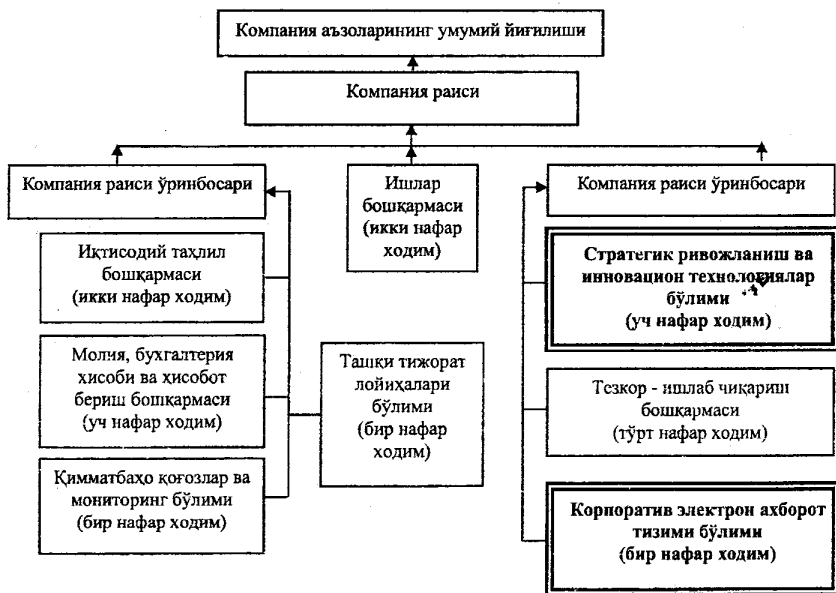 Компания аъзоларининг умумий йиғилиши
Компания раиси
Компания раиси ўринбосари
Ишлар
бошқармаси
(икки нафар
ходим)
Компания раиси ўринбосари
Иқтисодий таҳлил
бошқармаси
(икки нафар ходим)
Молия, бухгалтерия
хисоби ва ҳисобот
бериш бошқармаси
(уч нафар ходим)
Қимматбаҳо қоғозлар ва
мониторинг бўлими
(бир нафар ходим)
Ташқи тижорат
лойиҳалари
бўлими
(бир нафар
ходим)
Стратегик ривожланиш ва
инновацион технологиялар
бўлими
(уч нафар ходим)
Тезкор - ишлаб чиқариш
бошқармаси
(тўрт нафар ходим)
Корпоратив электрон ахборот
тизими бўлими
(бир нафар ходим)